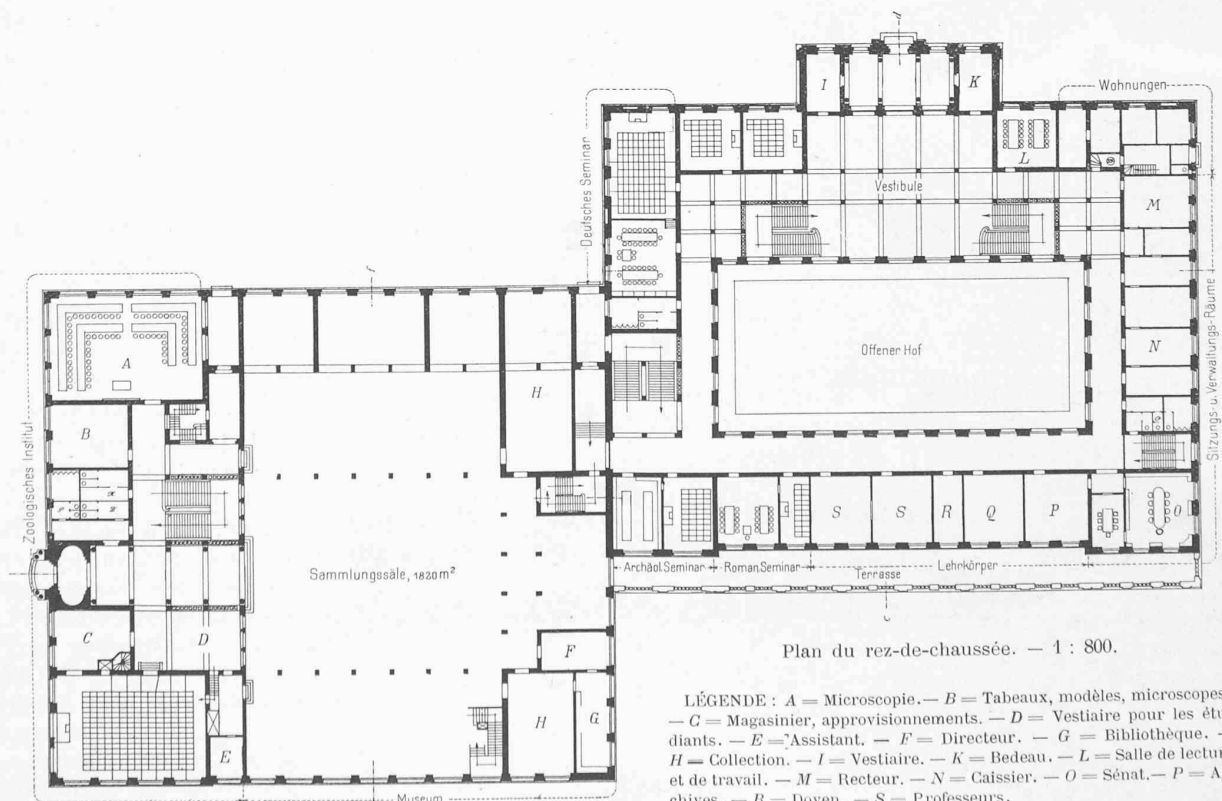 d
I
K
Wohnungen
L
Deutsches Seminar
Vestibule
M
Offener Hof
N
Sitzungs- u. Verwaltungs-Räume
f
A
H
B
Zoologisches Institut
S
S
R
Q
P
O
Archäol. Seminar
Roman. Seminar
Terrasse
Lehrkörper
Sammlungssäle, 1820 m²
c
C
D
F
E
H
G
Museum
Plan du rez-de-chaussée. — 1 : 800.
LÉGENDE : A = Microscopie. — B = Tabeaux, modèles, microscopes
— C = Magasinier, approvisionnements. — D = Vestiaire pour les étu
diants. — E = Assistant. — F = Directeur. — G = Bibliothèque. -
H = Collection. — I = Vestiaire. — K = Bedeau. — L = Salle de lectur
et de travail. — M = Recteur. — N = Caissier. — O = Sénat. — P = A
chives. — R = Doyen. — S = Professeurs.